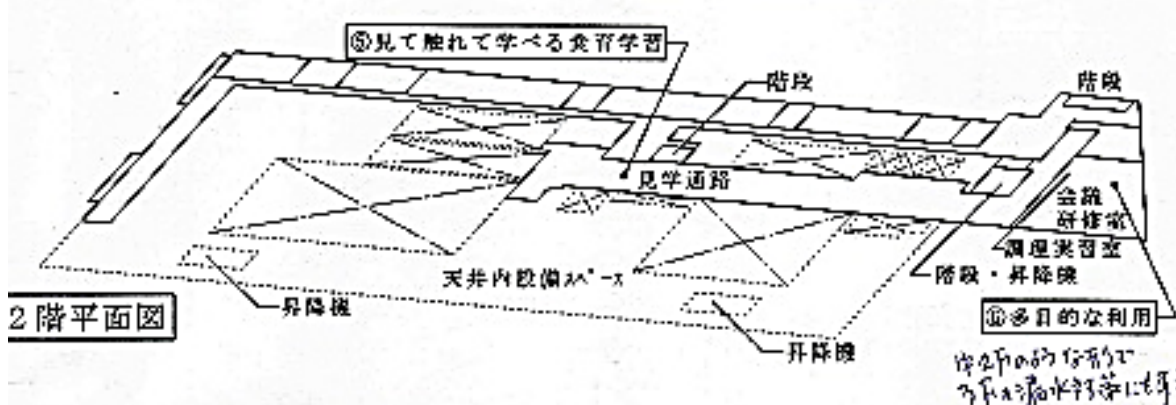 ⑤見て触れて学べる食育学習
階段
階段
見学通路
会議
研修室
調理実習室
階段・昇降機
天井内設備スペース
昇降機
2階平面図
昇降機
多目的な利用